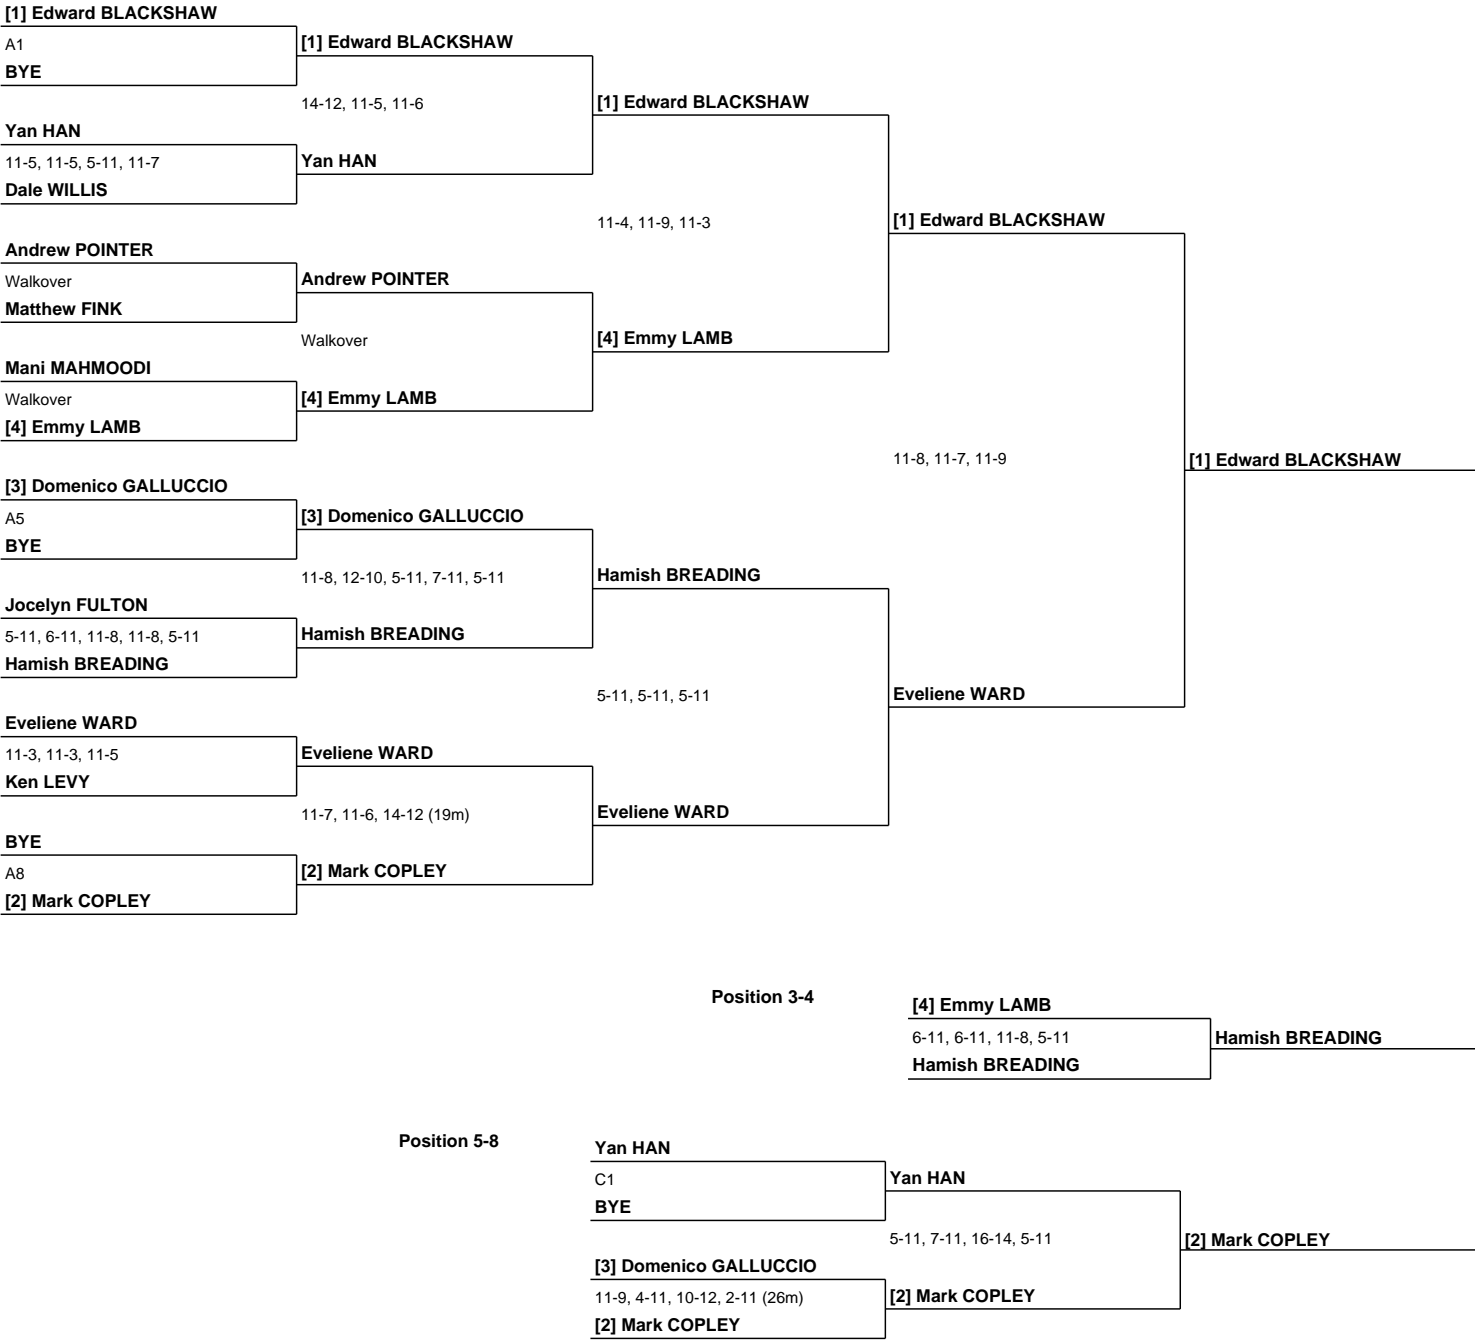 [1] Edward BLACKSHAW
A1
[1] Edward BLACKSHAW
BYE
14-12, 11-5, 11-6
[1] Edward BLACKSHAW
Yan HAN
11-5, 11-5, 5-11, 11-7
Yan HAN
Dale WILLIS
11-4, 11-9, 11-3
[1] Edward BLACKSHAW
Andrew POINTER
Walkover
Andrew POINTER
Matthew FINK
Walkover
[4] Emmy LAMB
Mani MAHMOODI
Walkover
[4] Emmy LAMB
[4] Emmy LAMB
11-8, 11-7, 11-9
[1] Edward BLACKSHAW
[3] Domenico GALLUCCIO
A5
[3] Domenico GALLUCCIO
BYE
11-8, 12-10, 5-11, 7-11, 5-11
Hamish BREADING
Jocelyn FULTON
5-11, 6-11, 11-8, 11-8, 5-11
Hamish BREADING
Hamish BREADING
5-11, 5-11, 5-11
Eveliene WARD
Eveliene WARD
11-3, 11-3, 11-5
Eveliene WARD
Ken LEVY
11-7, 11-6, 14-12 (19m)
Eveliene WARD
BYE
A8
[2] Mark COPLEY
[2] Mark COPLEY
Position 3-4
[4] Emmy LAMB
6-11, 6-11, 11-8, 5-11
Hamish BREADING
Hamish BREADING
Position 5-8
Yan HAN
C1
Yan HAN
BYE
5-11, 7-11, 16-14, 5-11
[2] Mark COPLEY
[3] Domenico GALLUCCIO
11-9, 4-11, 10-12, 2-11 (26m)
[2] Mark COPLEY
[2] Mark COPLEY